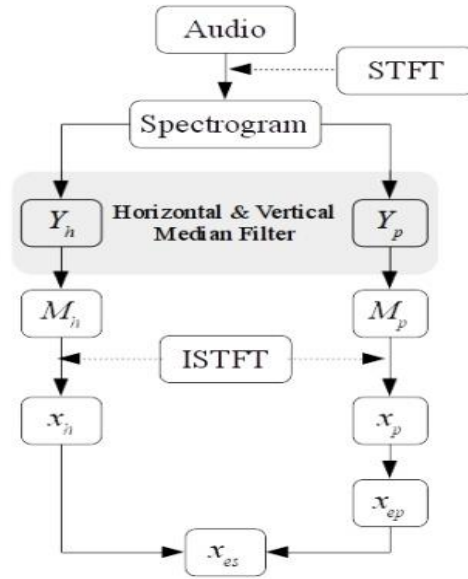 Audio
STFT
Spectrogram
Y_h
Horizontal & Vertical
Median Filter
Y_p
M_h
M_p
ISTFT
x_h
x_p
x_ep
x_es